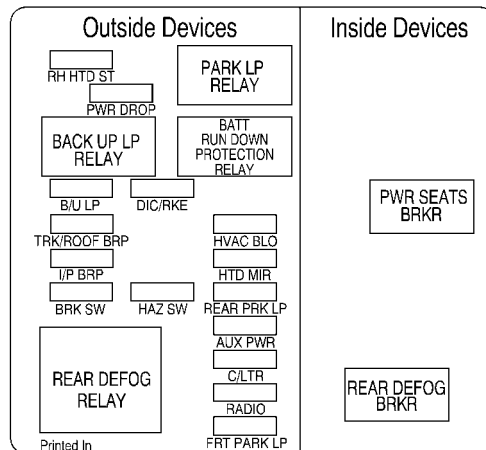 Outside Devices
Inside Devices
RH HTD ST
PARK LP
RELAY
PWR DROP
BACK UP LP
RELAY
BATT
RUN DOWN
PROTECTION
RELAY
B/U LP
DIC/RKE
PWR SEATS
BRKR
TRK/ROOF BRP
HVAC BLO
I/P BRP
HTD MIR
BRK SW
HAZ SW
REAR PRK LP
AUX PWR
REAR DEFOG
RELAY
C/LTR
REAR DEFOG
BRKR
RADIO
Printed In
FRT PARK LP